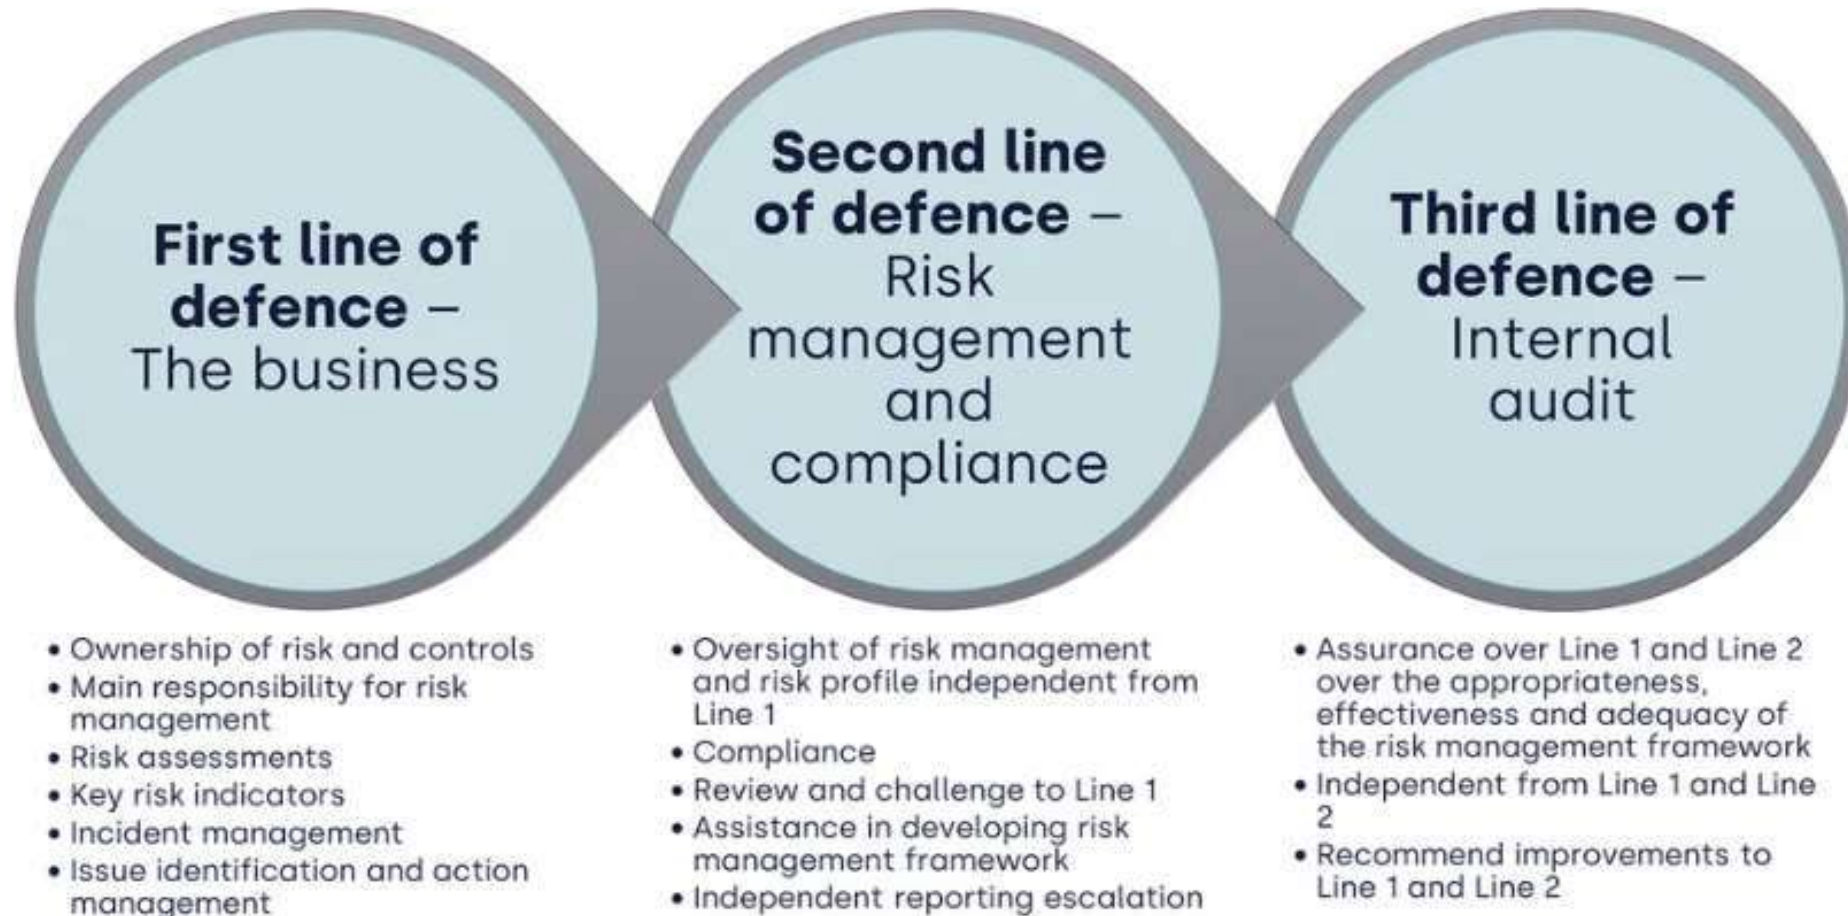 First line of
defence –
The business
Second line
of defence –
Risk
management
and
compliance
Third line of
defence –
Internal
audit
• Ownership of risk and controls
• Main responsibility for risk
management
• Risk assessments
• Key risk indicators
• Incident management
• Issue identification and action
management
• Oversight of risk management
and risk profile independent from
Line 1
• Compliance
• Review and challenge to Line 1
• Assistance in developing risk
management framework
• Independent reporting escalation
• Assurance over Line 1 and Line 2
over the appropriateness,
effectiveness and adequacy of
the risk management framework
• Independent from Line 1 and Line
2
• Recommend improvements to
Line 1 and Line 2